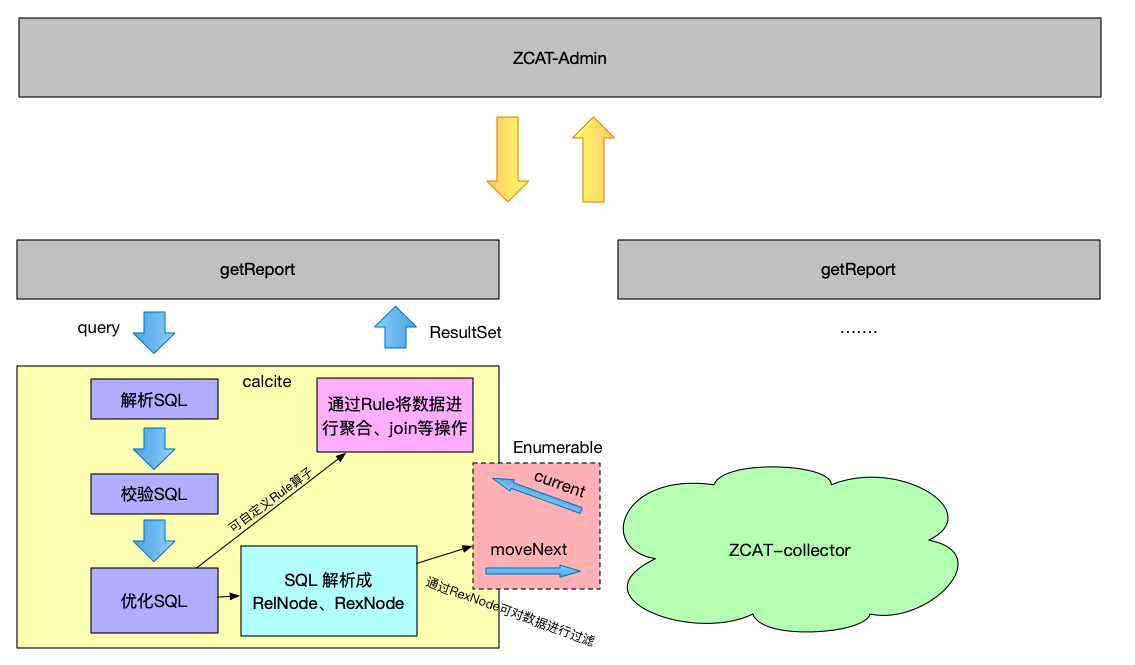 ZCAT-Admin
getReport
getReport
query
ResultSet
.......
calcite
解析SQL
通过Rule将数据进
行聚合、join等操作
Enumerable
可自定义Rule算子
校验SQL
current
moveNext
ZCAT-collector
优化SQL
SQL 解析成
RelNode、RexNode
通过RexNode可对数据进行过滤